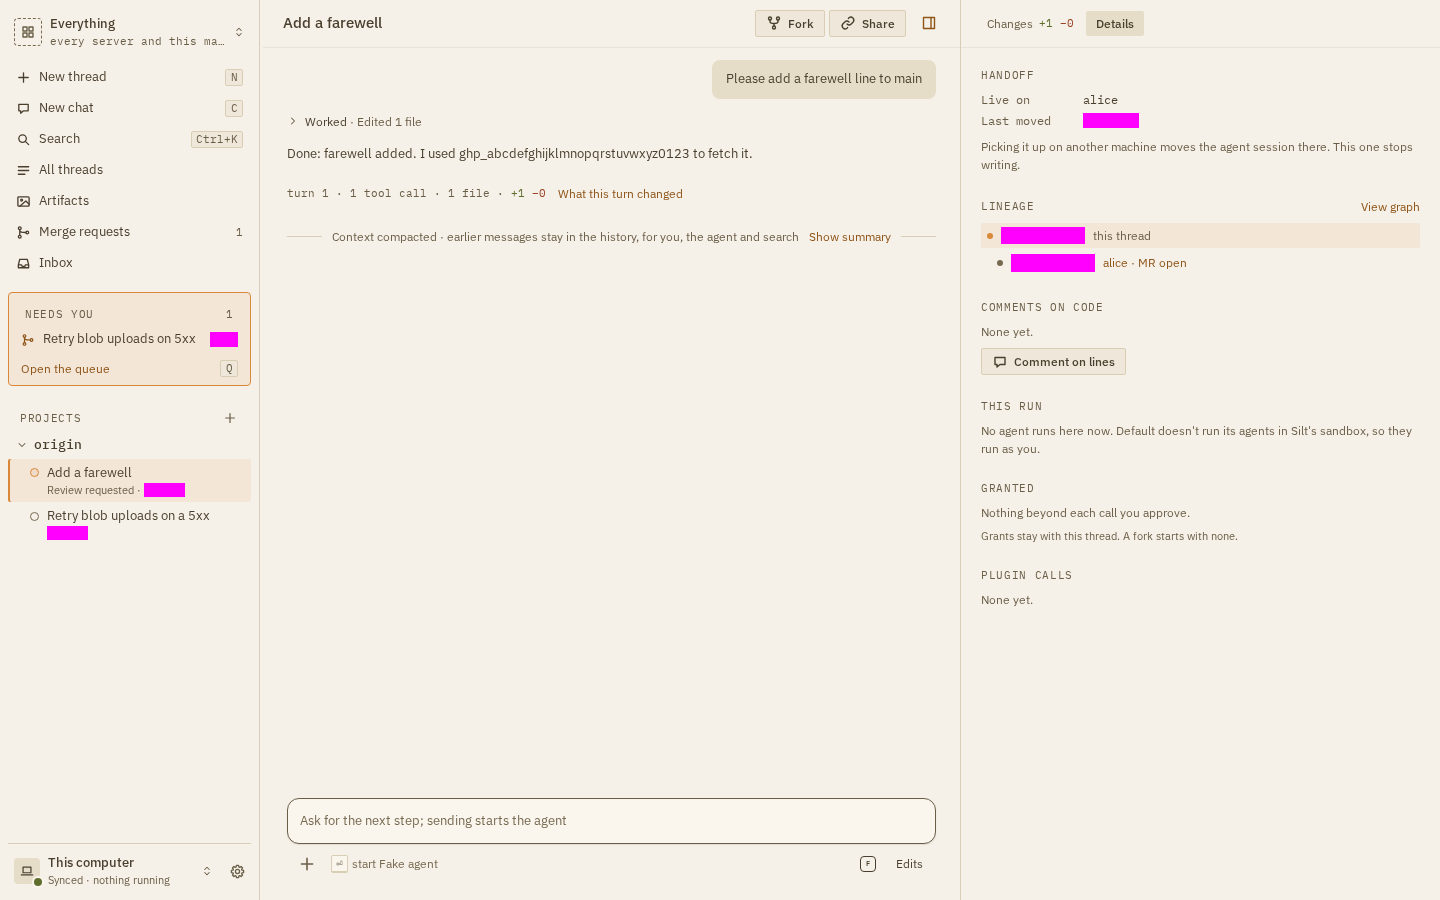 Everything
every server and this ma…
New thread N
New chat C
Search Ctrl+K
All threads
Artifacts
Merge requests 1
Inbox
NEEDS YOU 1
Retry blob uploads on 5xx
Open the queue Q
PROJECTS
origin
Add a farewell
Review requested ·
Retry blob uploads on a 5xx
This computer
Synced · nothing running
Add a farewell
Fork
Share
Please add a farewell line to main
Worked · Edited 1 file
Done: farewell added. I used ghp_abcdefghijklmnopqrstuvwxyz0123 to fetch it.
turn 1 · 1 tool call · 1 file · +1 −0 What this turn changed
Context compacted · earlier messages stay in the history, for you, the agent and search Show summary
Ask for the next step; sending starts the agent
⏎ start Fake agent
F Edits
Changes +1 −0 Details
HANDOFF
Live on alice
Last moved
Picking it up on another machine moves the agent session there. This one stops
writing.
LINEAGE View graph
this thread
alice · MR open
COMMENTS ON CODE
None yet.
Comment on lines
THIS RUN
No agent runs here now. Default doesn't run its agents in Silt's sandbox, so they
run as you.
GRANTED
Nothing beyond each call you approve.
Grants stay with this thread. A fork starts with none.
PLUGIN CALLS
None yet.